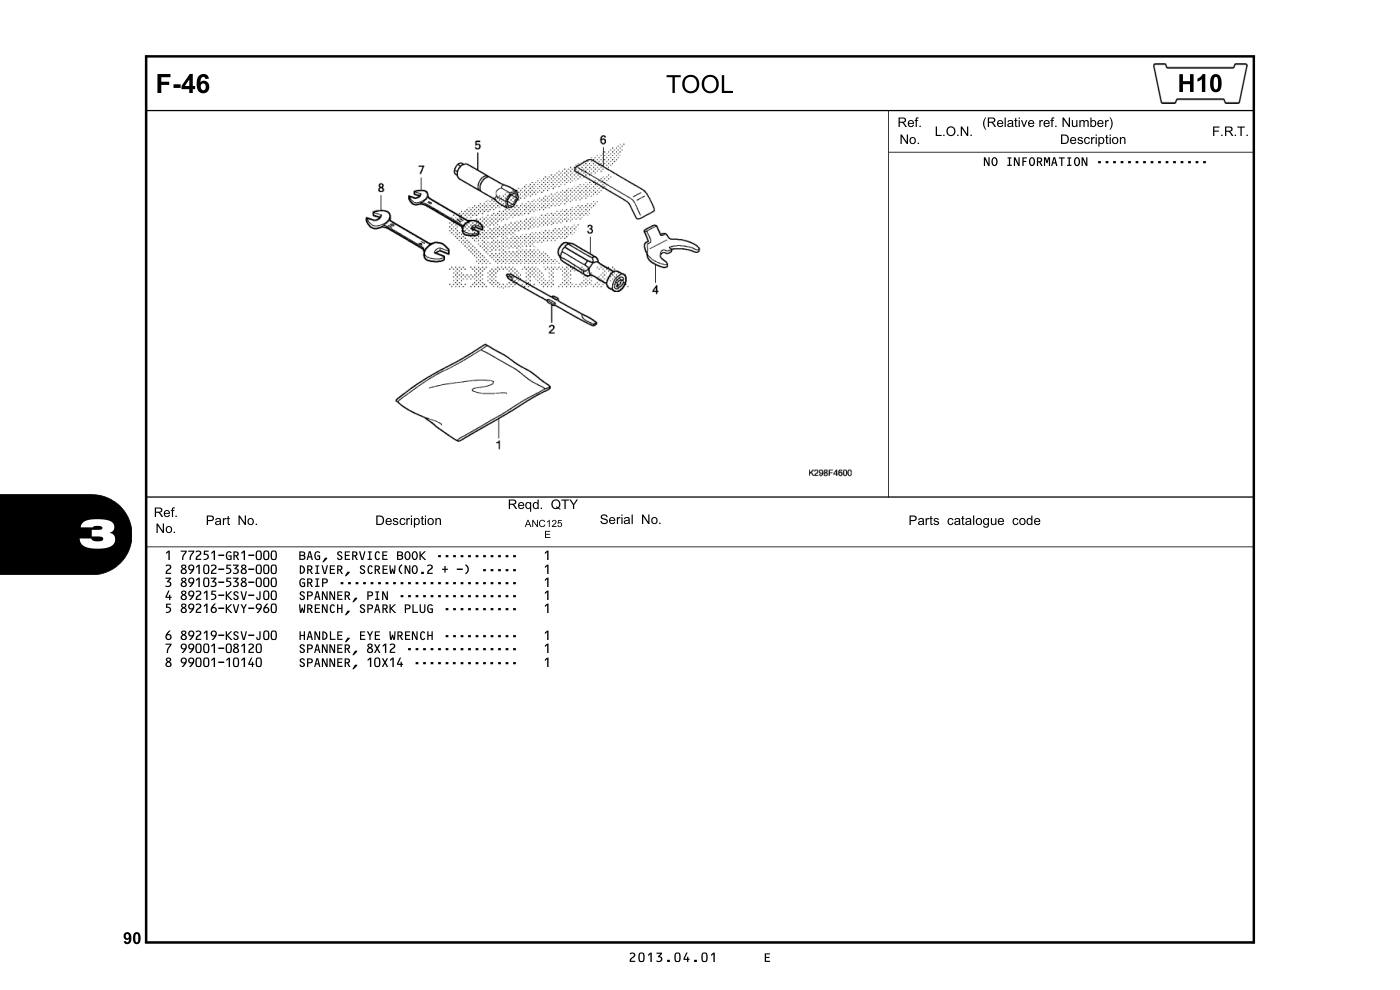 F-46
TOOL
H10
Ref. No.
L.O.N.
(Relative ref. Number)
Description
F.R.T.
NO INFORMATION ---------------
5
6
7
8
3
4
HONDA
2
1
K29BF4600
3
Ref. No.
Part No.
Description
Reqd. QTY
ANC125
E
Serial No.
Parts catalogue code
1 77251-GR1-000 BAG, SERVICE BOOK ----------- 1
2 89102-538-000 DRIVER, SCREW(NO.2 + -) ----- 1
3 89103-538-000 GRIP ------------------------ 1
4 89215-KSV-J00 SPANNER, PIN ---------------- 1
5 89216-KVY-960 WRENCH, SPARK PLUG ---------- 1
6 89219-KSV-J00 HANDLE, EYE WRENCH ---------- 1
7 99001-08120 SPANNER, 8X12 --------------- 1
8 99001-10140 SPANNER, 10X14 -------------- 1
90
2013.04.01 E